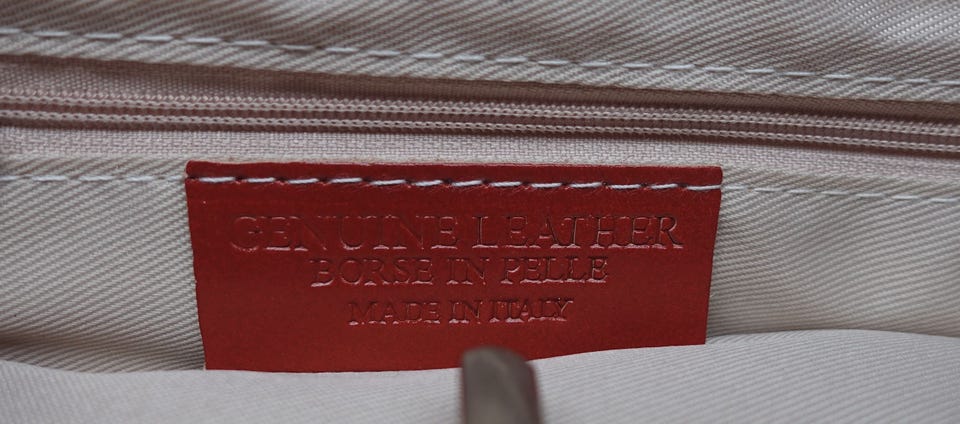 GENUINE LEATHER
BORSE IN PELLE
MADE IN ITALY